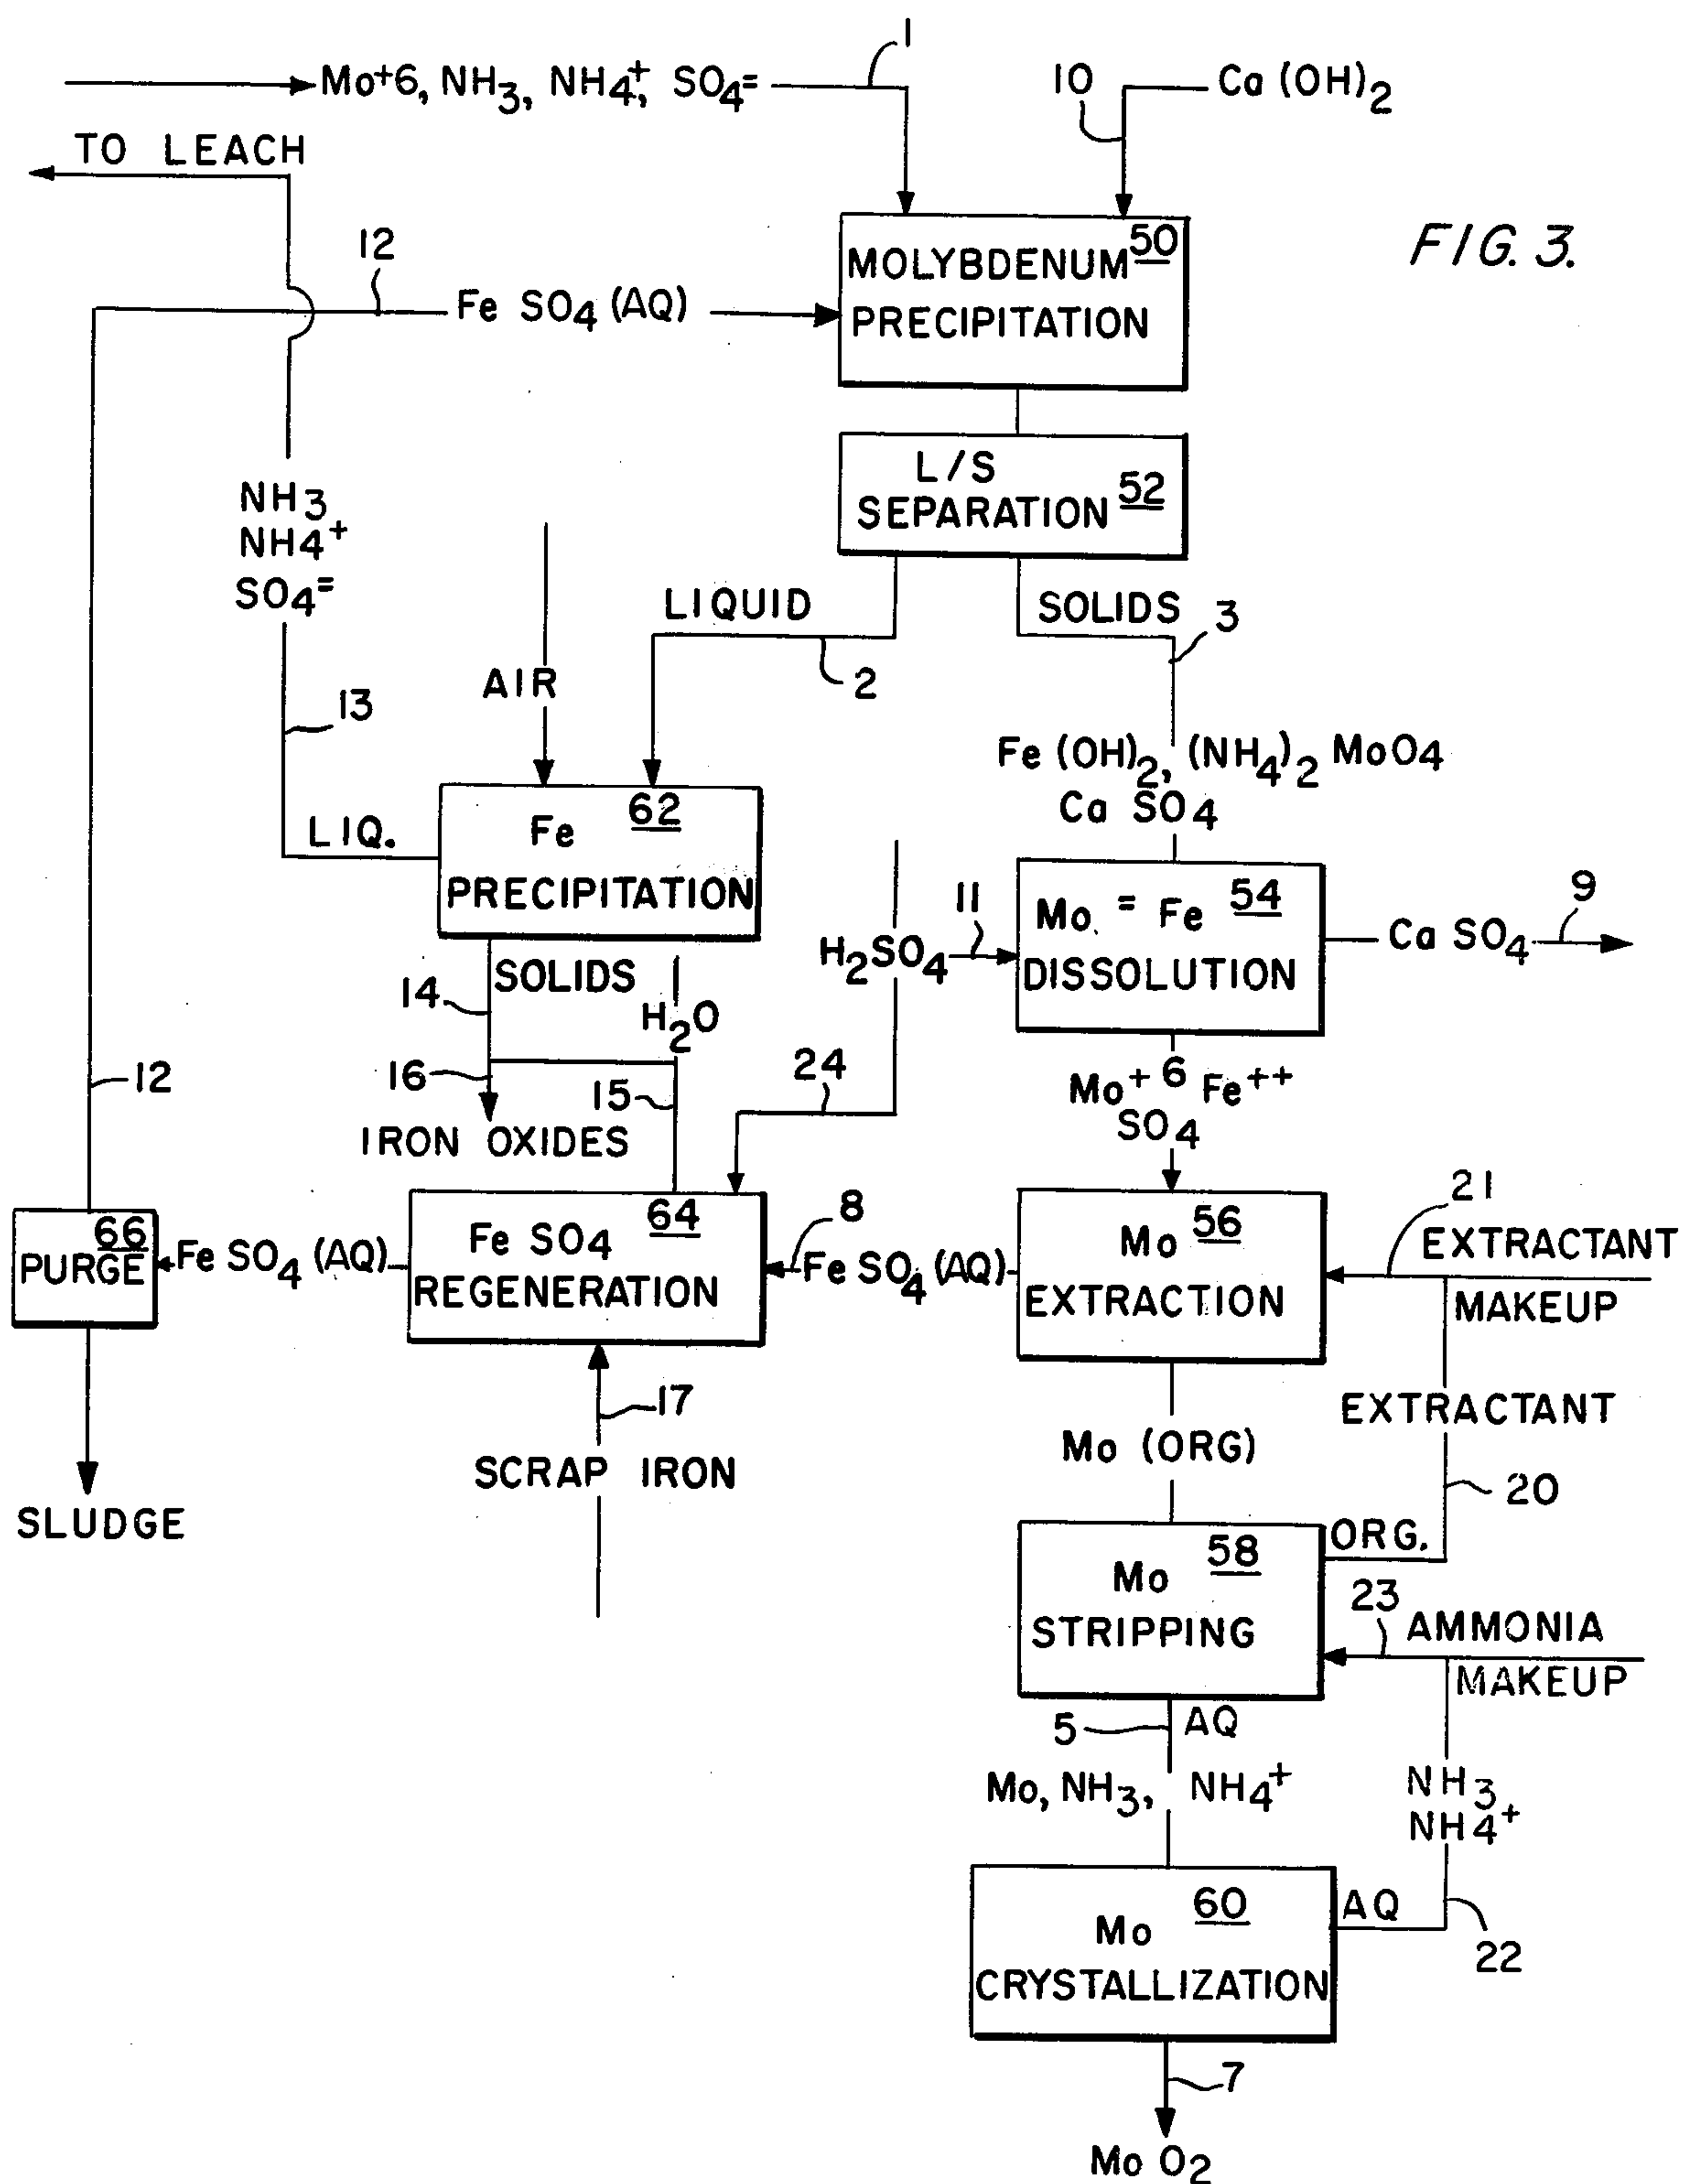 1
Mo+6, NH3, NH4+, SO4=
10
Ca (OH)2
TO LEACH
FIG. 3.
12
Fe SO4 (AQ)
MOLYBDENUM 50
PRECIPITATION
L/S
SEPARATION 52
NH3
NH4+
SO4=
LIQUID
SOLIDS
3
2
AIR
13
Fe (OH)2, (NH4)2 MoO4
Ca SO4
LIQ.
Fe 62
PRECIPITATION
11
H2SO4
Mo = Fe 54
DISSOLUTION
Ca SO4
9
SOLIDS
14
H2O
24
16
15
12
IRON OXIDES
Mo+6 Fe++
SO4
66
PURGE
Fe SO4 (AQ)
Fe SO4 64
REGENERATION
8
Fe SO4 (AQ)
Mo 56
EXTRACTION
21
EXTRACTANT
MAKEUP
17
SCRAP IRON
SLUDGE
Mo (ORG)
EXTRACTANT
20
ORG.
Mo 58
STRIPPING
23
AMMONIA
MAKEUP
5
AQ
Mo, NH3, NH4+
NH3
NH4+
Mo 60
CRYSTALLIZATION
AQ
22
7
Mo O2